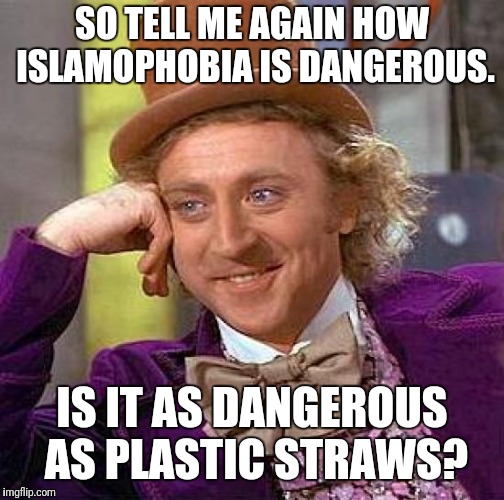 SO TELL ME AGAIN HOW
ISLAMOPHOBIA IS DANGEROUS.
IS IT AS DANGEROUS
AS PLASTIC STRAWS?
imgflip.com